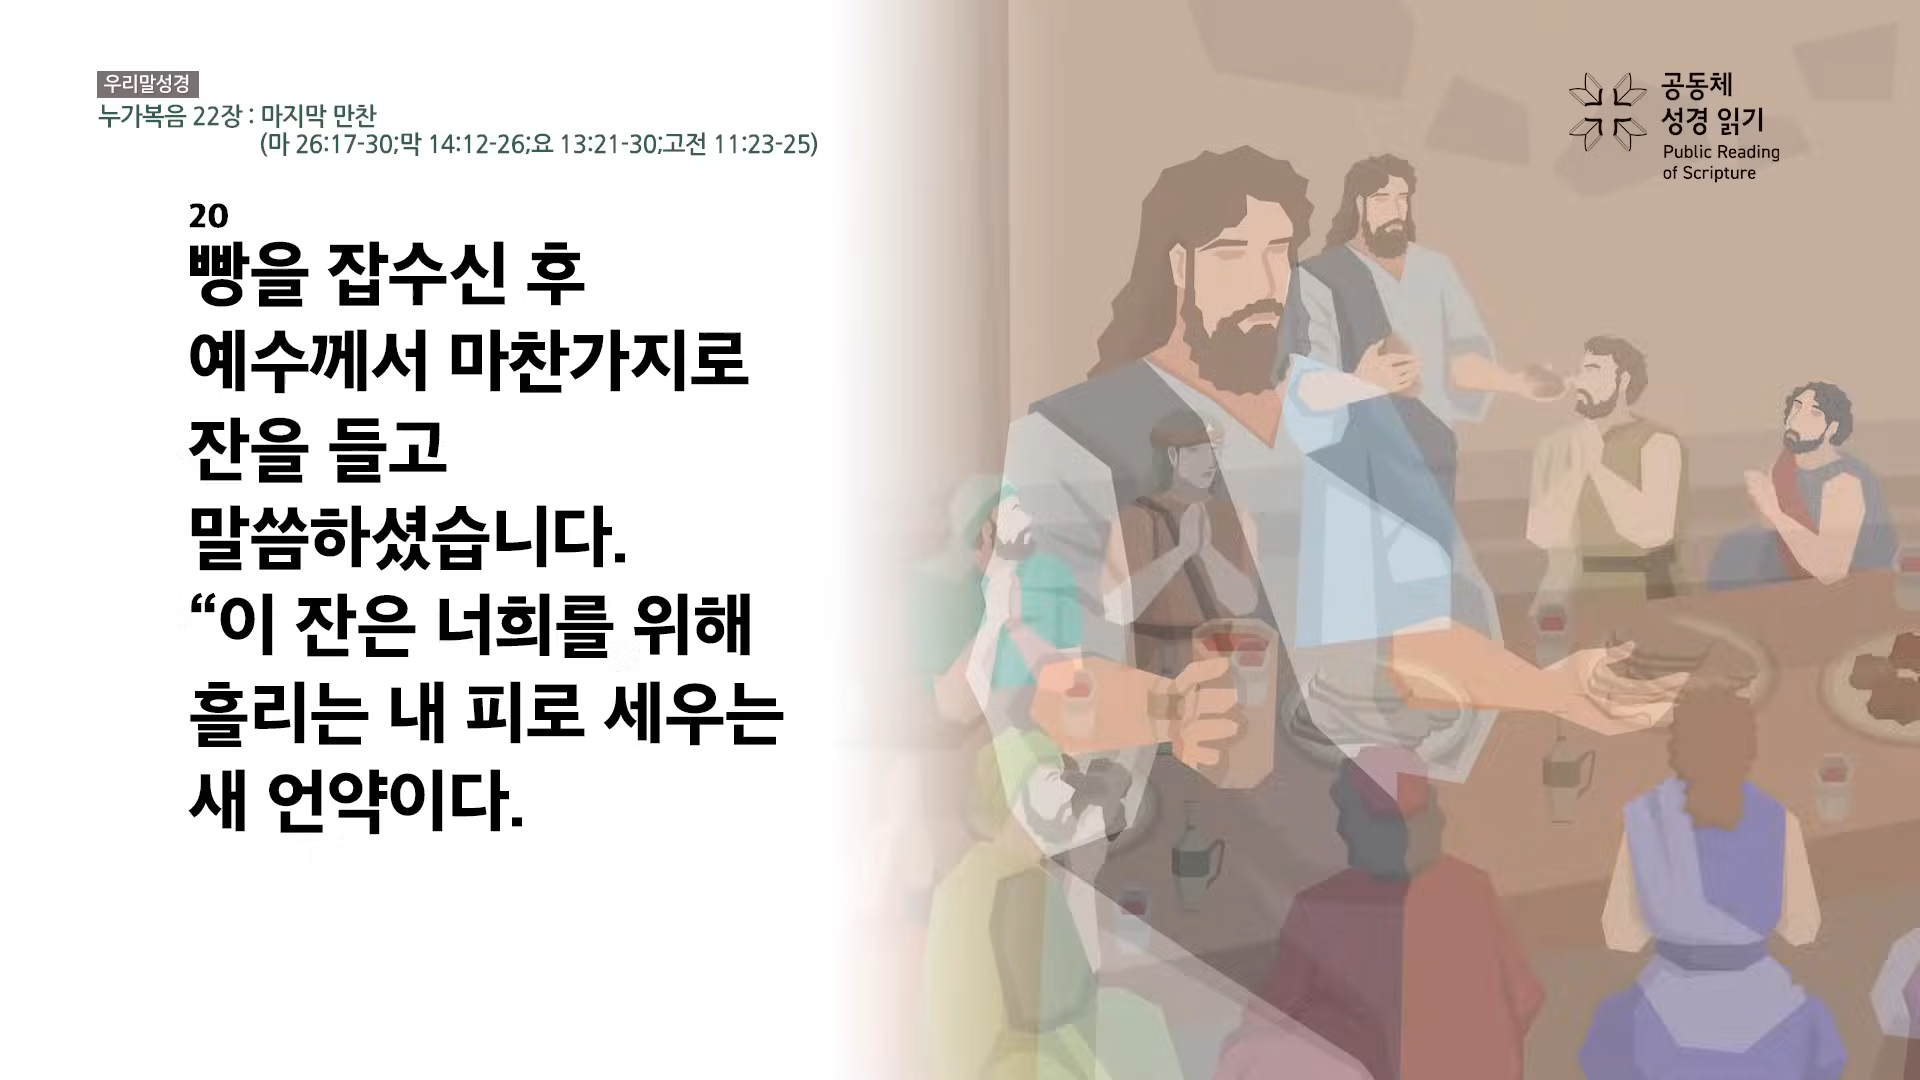 우리말성경
누가복음 22장 : 마지막 만찬
(마 26:17-30;막 14:12-26;요 13:21-30;고전 11:23-25)
20
빵을 잡수신 후
예수께서 마찬가지로
잔을 들고
말씀하셨습니다.
“이 잔은 너희를 위해
흘리는 내 피로 세우는
새 언약이다.
공동체
성경 읽기
Public Reading
of Scripture